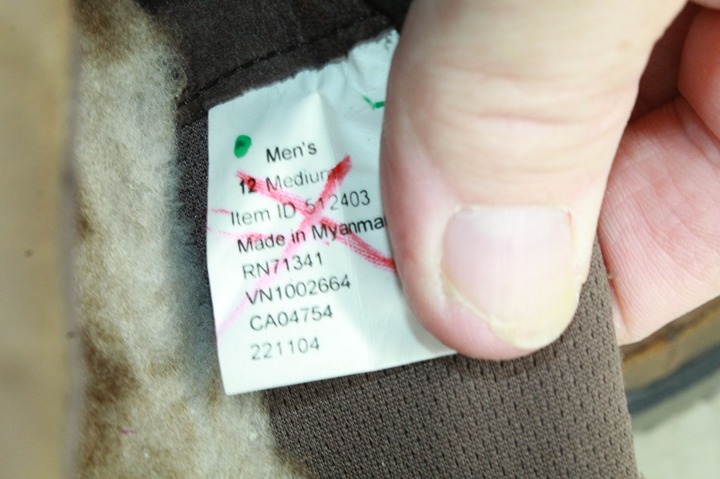 Men's
12 Medium
Item ID 512403
Made in Myanmar
RN71341
VN1002664
CA04754
221104